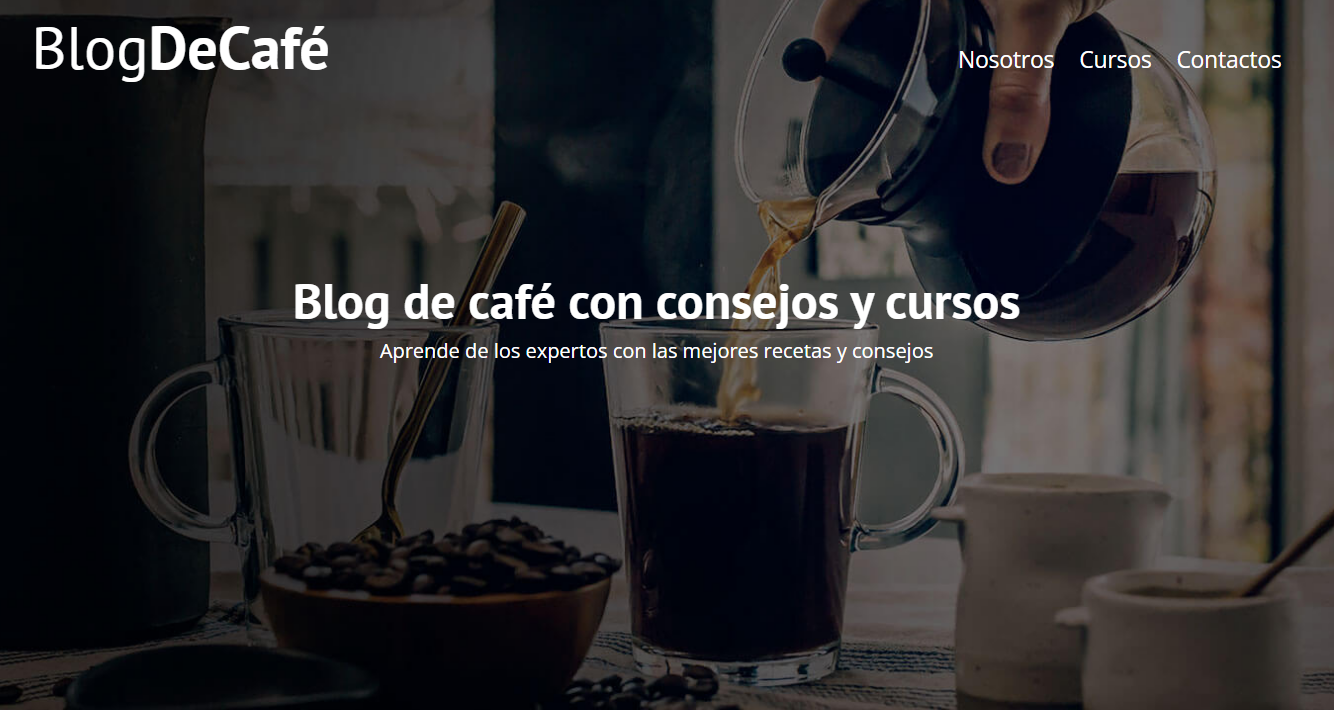 BlogDeCafé
Nosotros Cursos Contactos
Blog de café con consejos y cursos
Aprende de los expertos con las mejores recetas y consejos